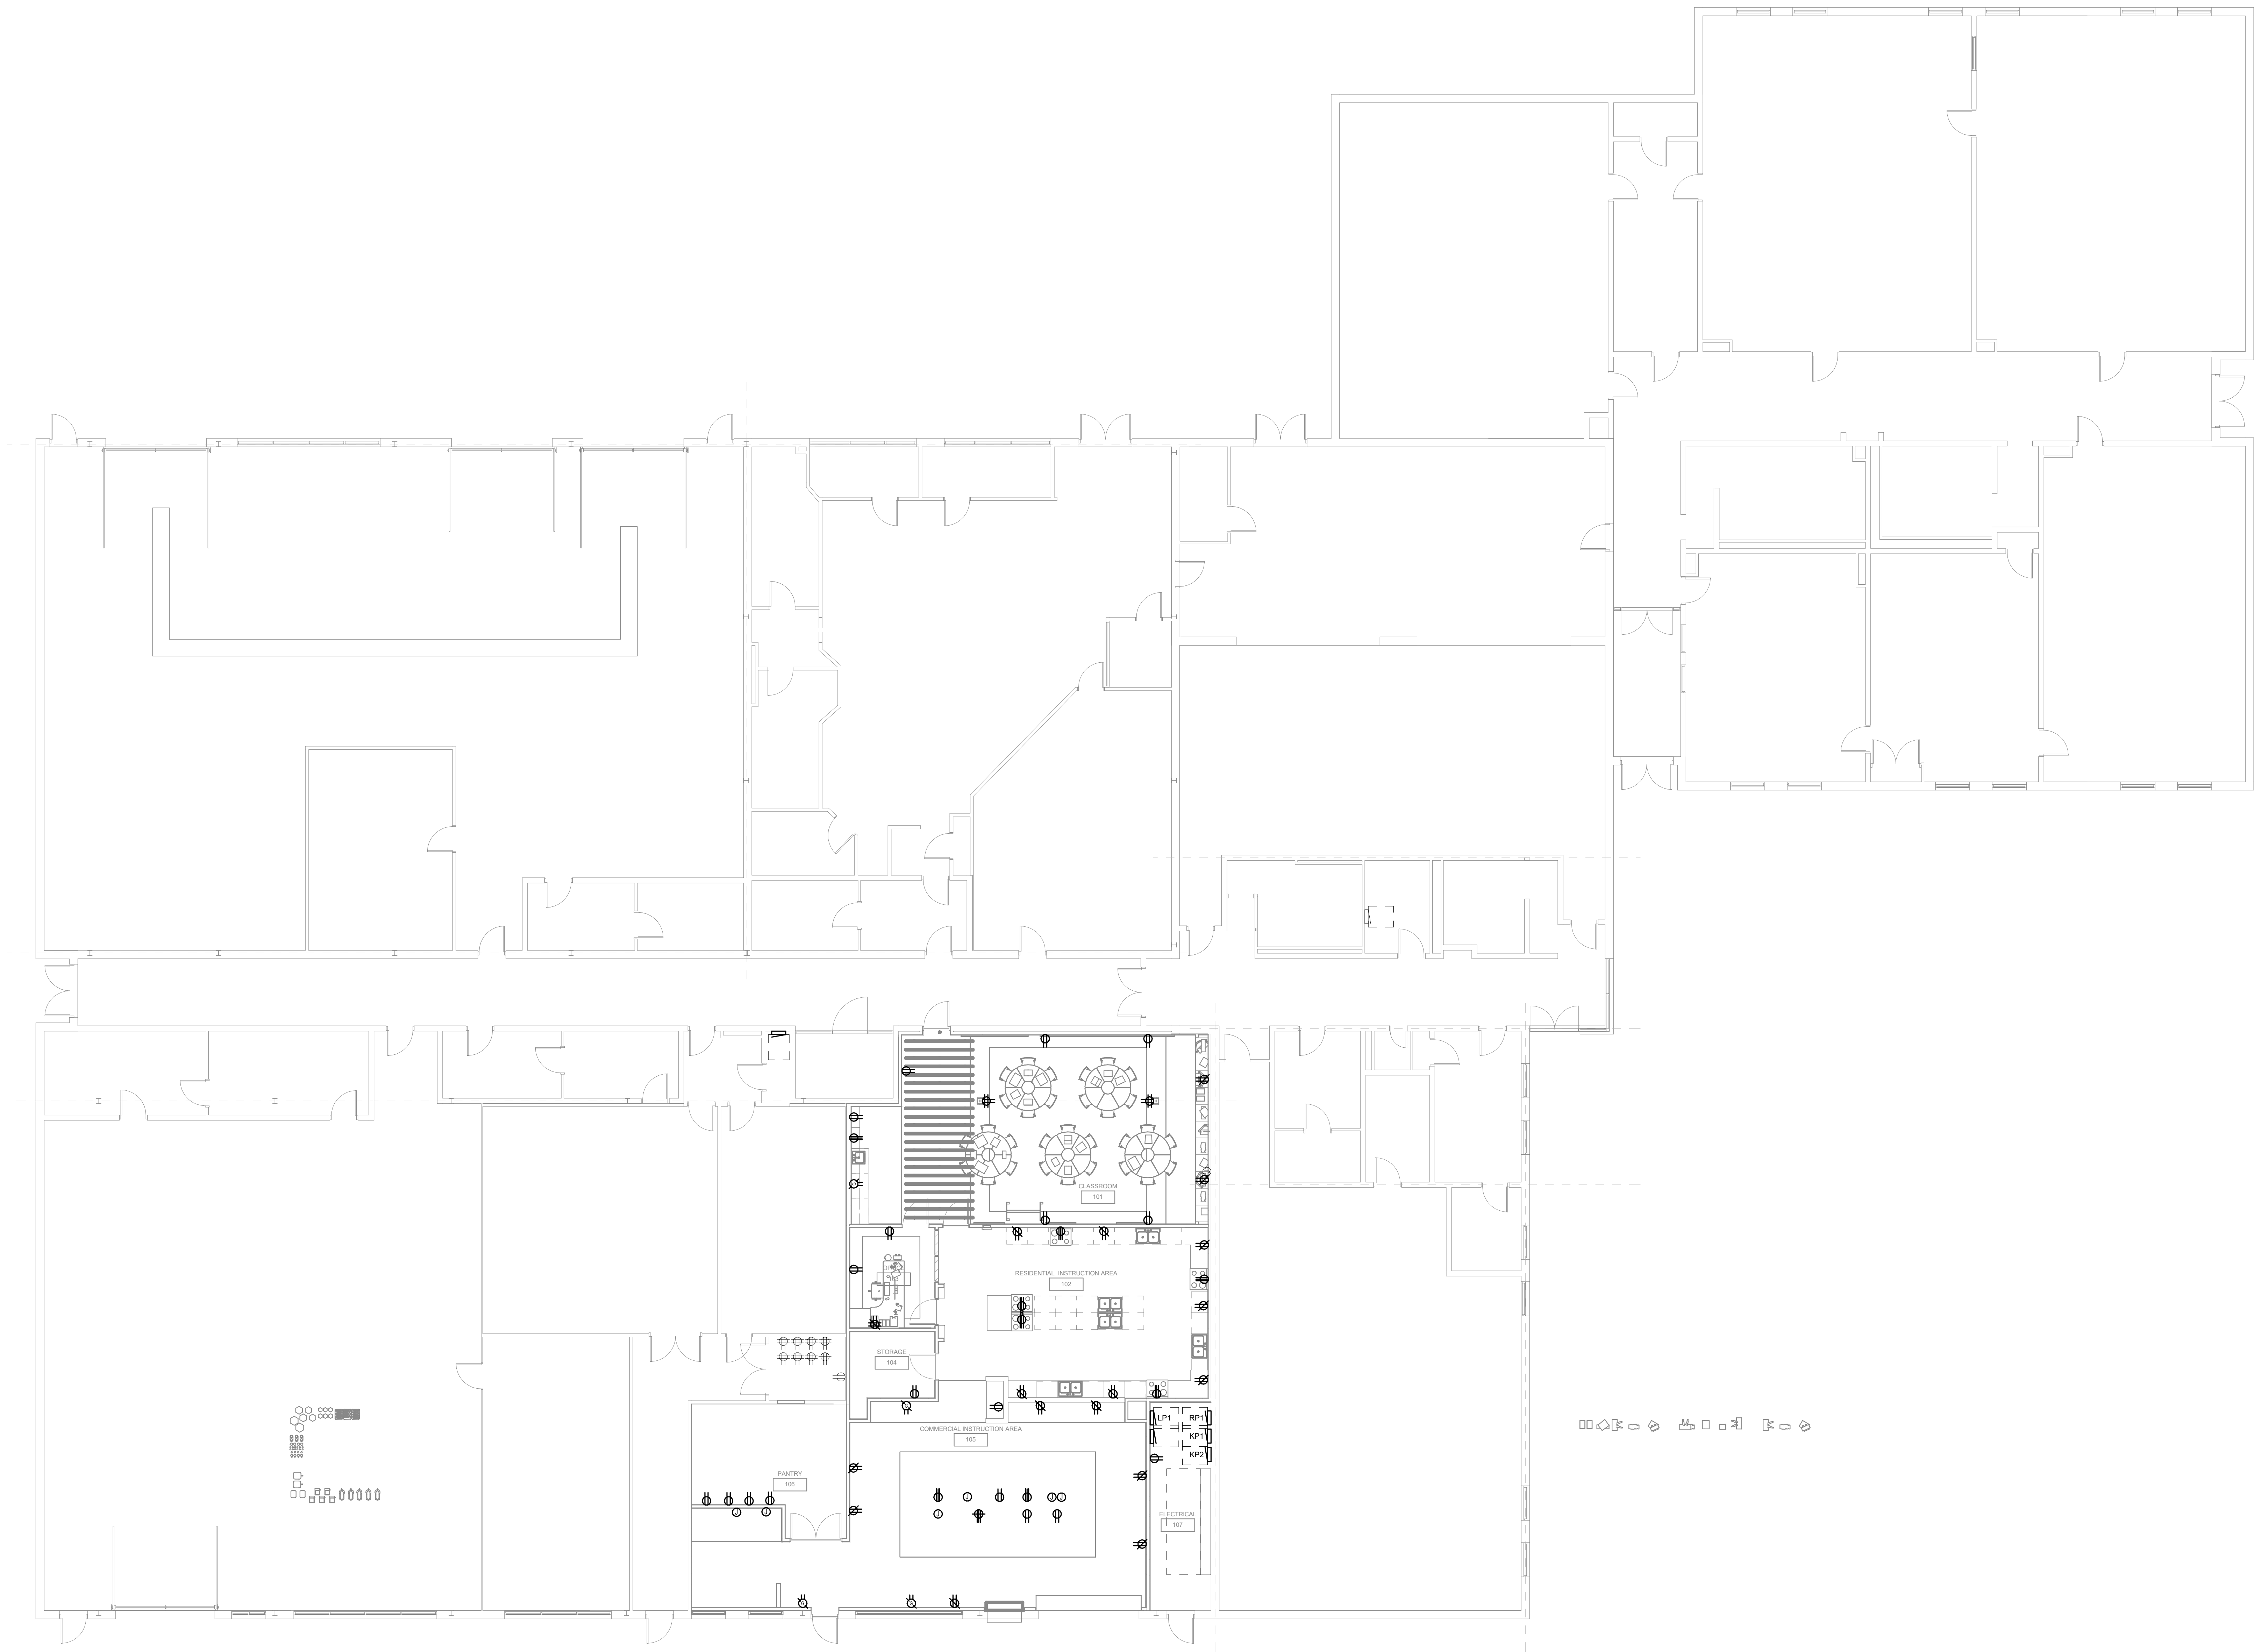 CLASSROOM
101
RESIDENTIAL INSTRUCTION AREA
102
STORAGE
104
LP1
RP1
COMMERCIAL INSTRUCTION AREA
105
KP1
KP2
PANTRY
106
J
J
J
J
J
J
J
ELECTRICAL
107